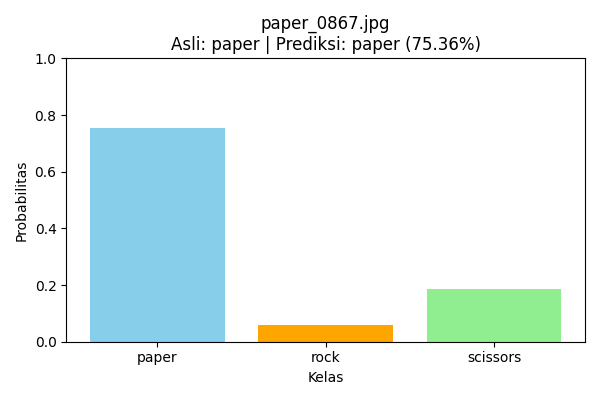 paper_0867.jpg
Asli: paper | Prediksi: paper (75.36%)
1.0
0.8
0.6
0.4
0.2
0.0
Probabilitas
paper rock scissors
Kelas